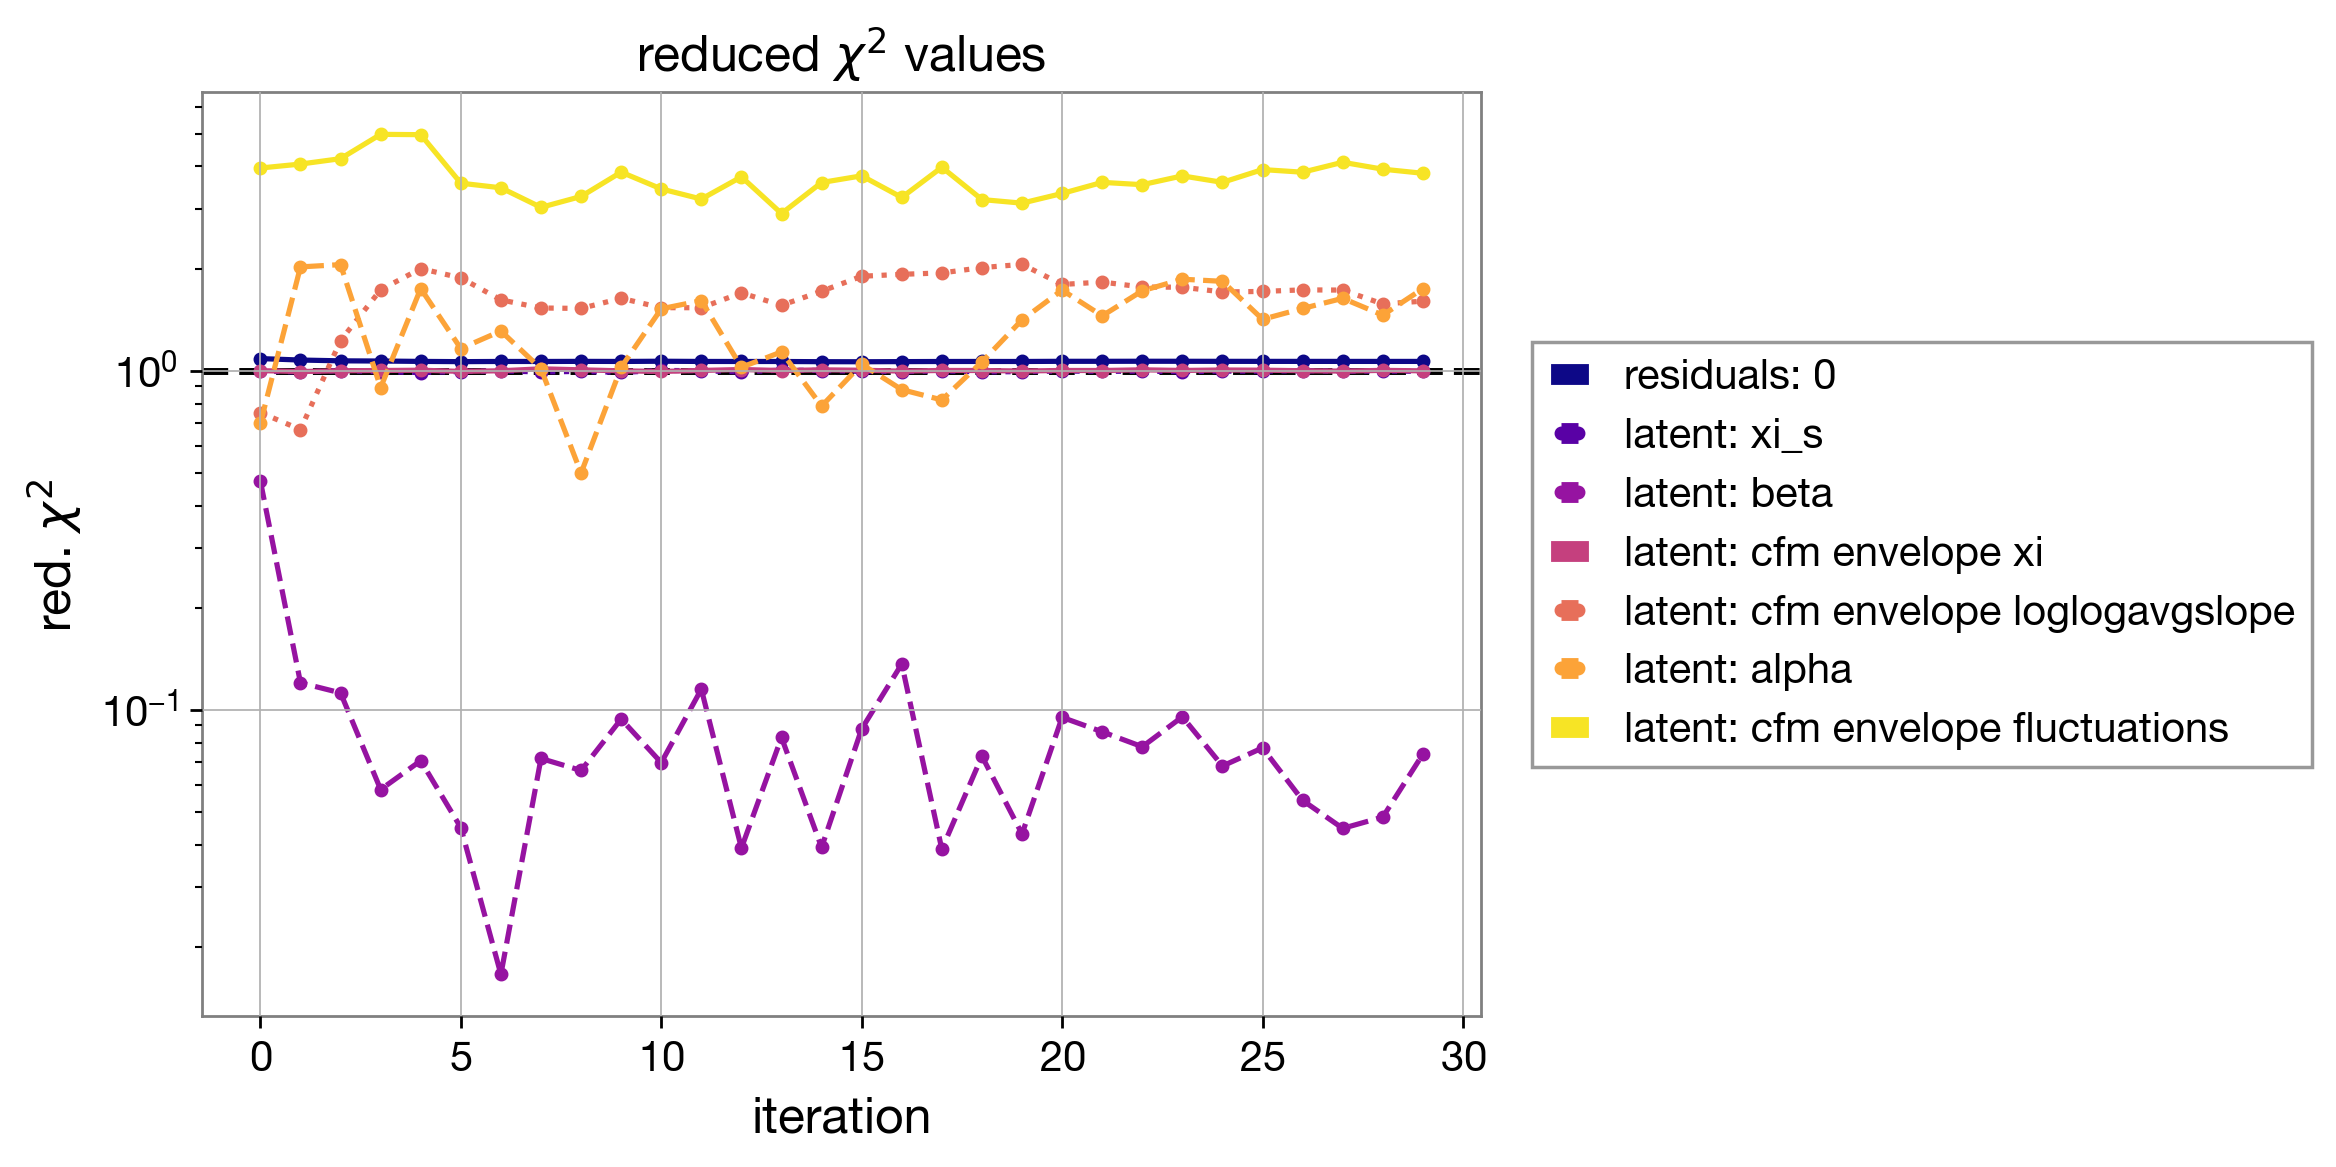 reduced χ² values
red. χ²
10⁰
10⁻¹
0 5 10 15 20 25 30
iteration
residuals: 0
latent: xi_s
latent: beta
latent: cfm envelope xi
latent: cfm envelope loglogavgslope
latent: alpha
latent: cfm envelope fluctuations